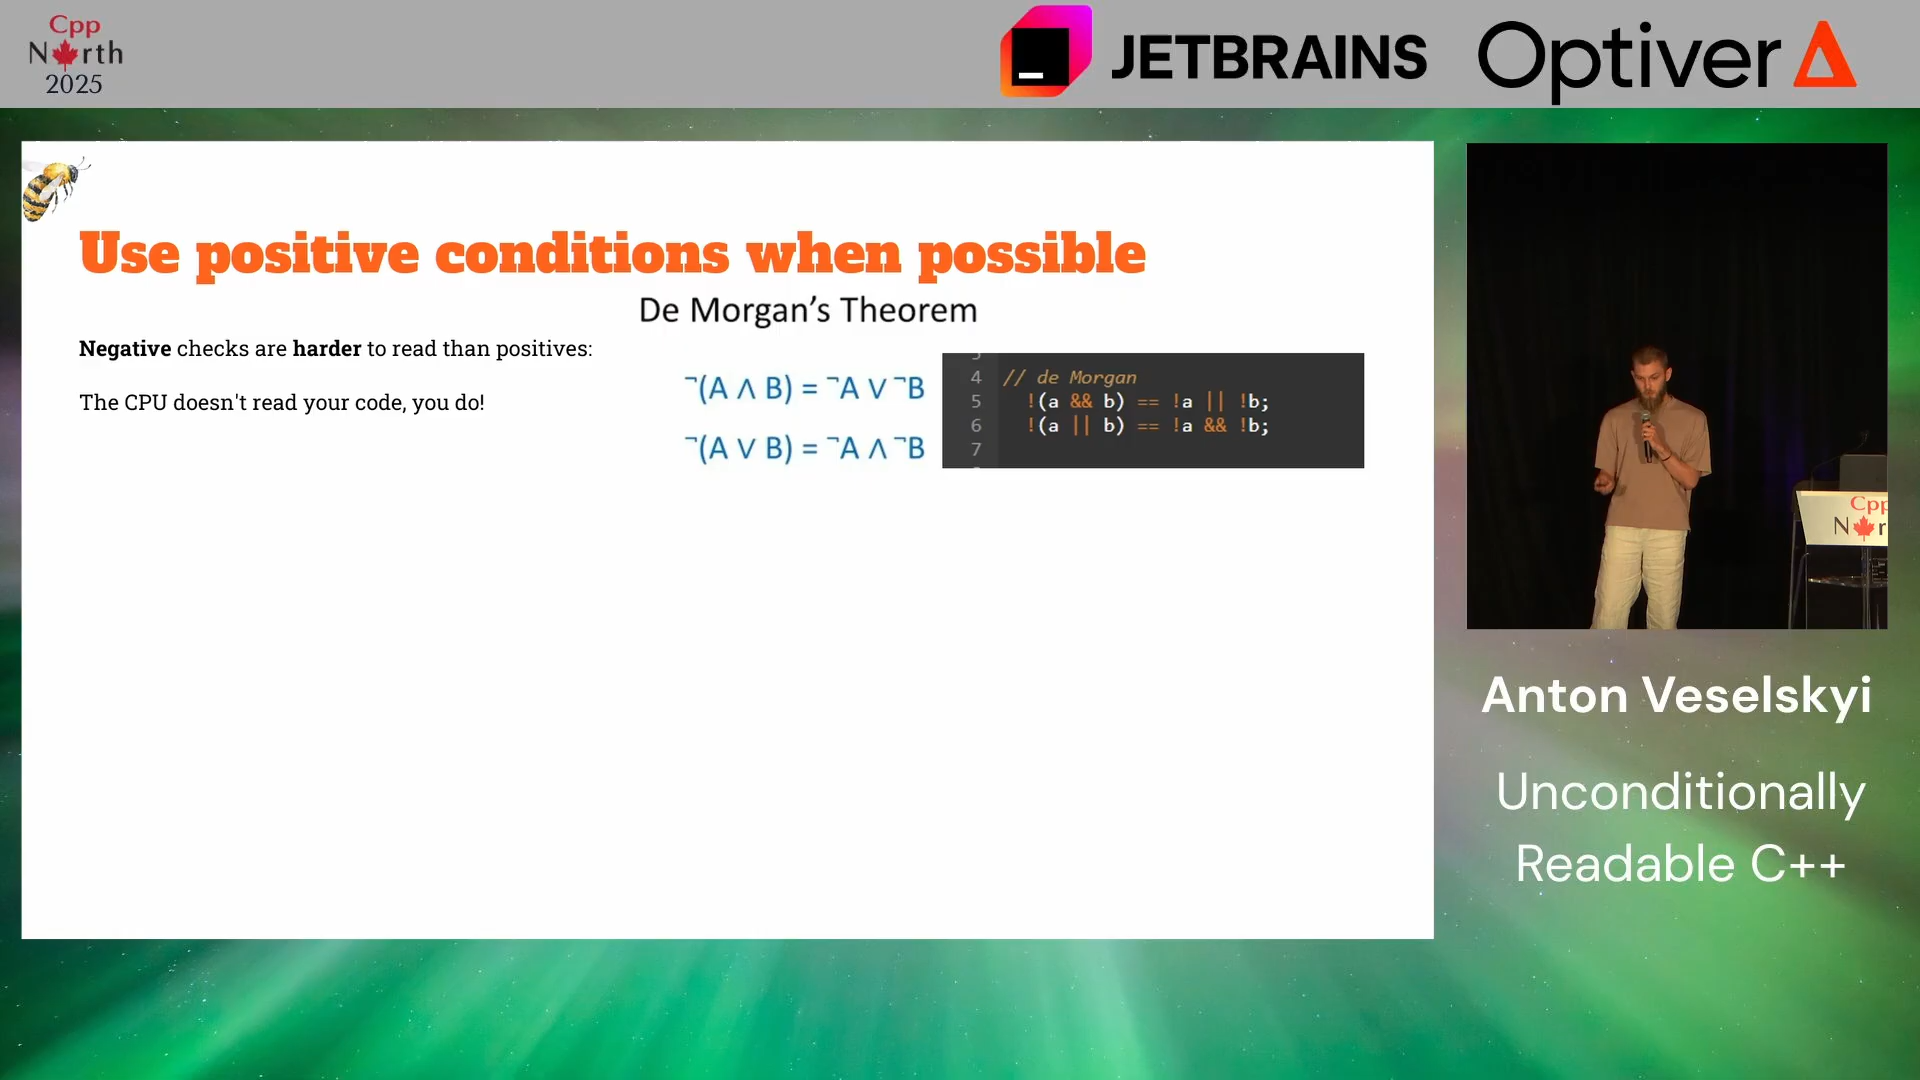 Cpp
North
2025
JETBRAINS
Optiver
Use positive conditions when possible
De Morgan’s Theorem
Negative checks are harder to read than positives:
The CPU doesn't read your code, you do!
¬(A ∧ B) = ¬A ∨ ¬B
¬(A ∨ B) = ¬A ∧ ¬B
4 // de Morgan
5 !(a && b) == !a || !b;
6 !(a || b) == !a && !b;
7
Cpp
N r
Anton Veselskyi
Unconditionally
Readable C++